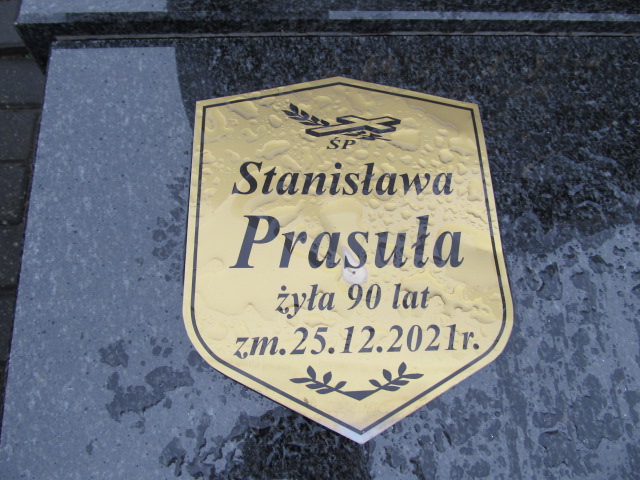 ŚP
Stanisława
Prasuła
żyła 90 lat
zm.25.12.2021r.